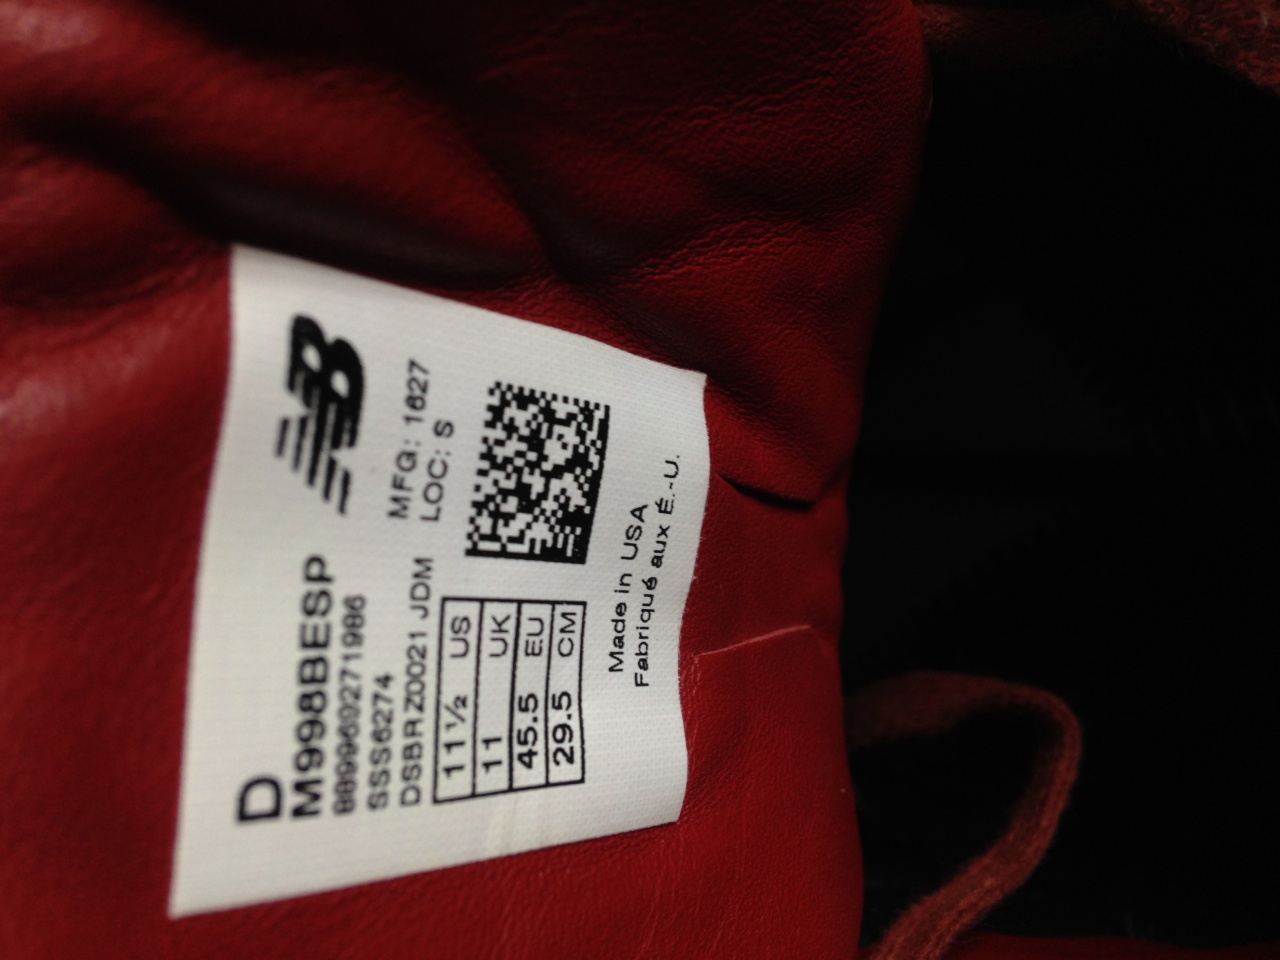 D
M998BESP
889969271986
SSS6274
DSBRZ0021 JDM
NB
MFG: 1627
LOC: S
11½ US
11 UK
45.5 EU
29.5 CM
Made in USA
Fabriqué aux É.-U.